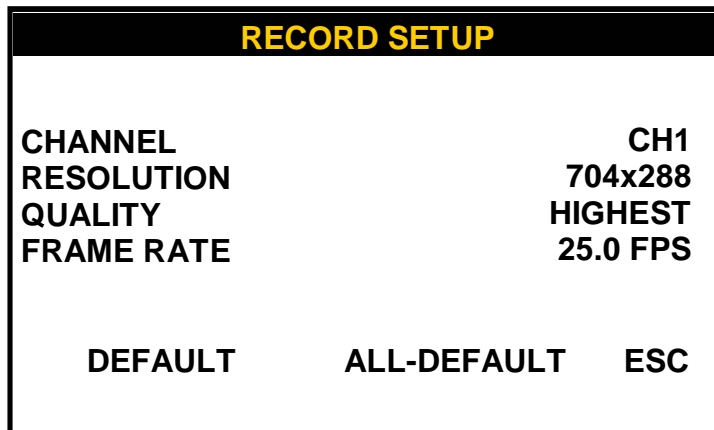 RECORD SETUP
CHANNEL CH1
RESOLUTION 704x288
QUALITY HIGHEST
FRAME RATE 25.0 FPS
DEFAULT ALL-DEFAULT ESC